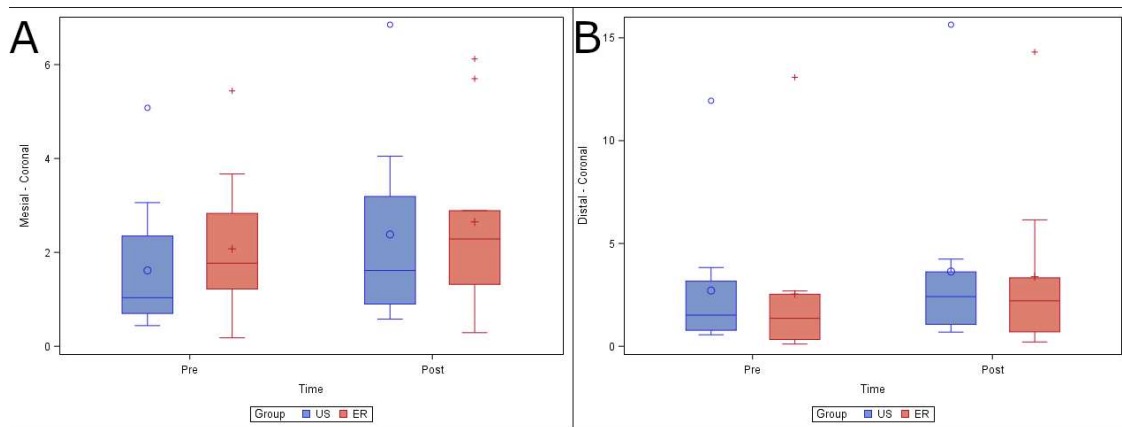 A
Mesial - Coronal
6
4
2
0
Pre
Post
Time
Group US ER
B
Distal - Coronal
15
10
5
0
Pre
Post
Time
Group US ER